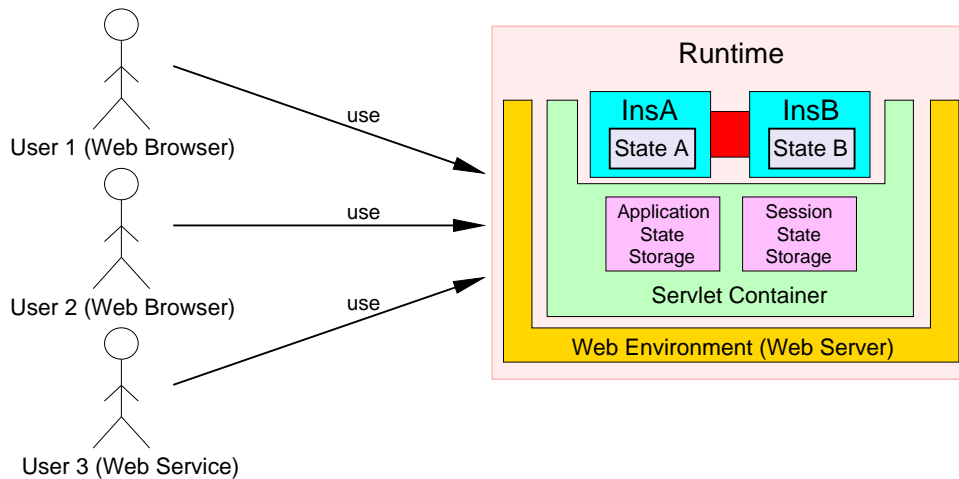 Runtime
use
InsA
InsB
State A
State B
User 1 (Web Browser)
use
Application
State
Storage
Session
State
Storage
Servlet Container
User 2 (Web Browser)
use
Web Environment (Web Server)
User 3 (Web Service)